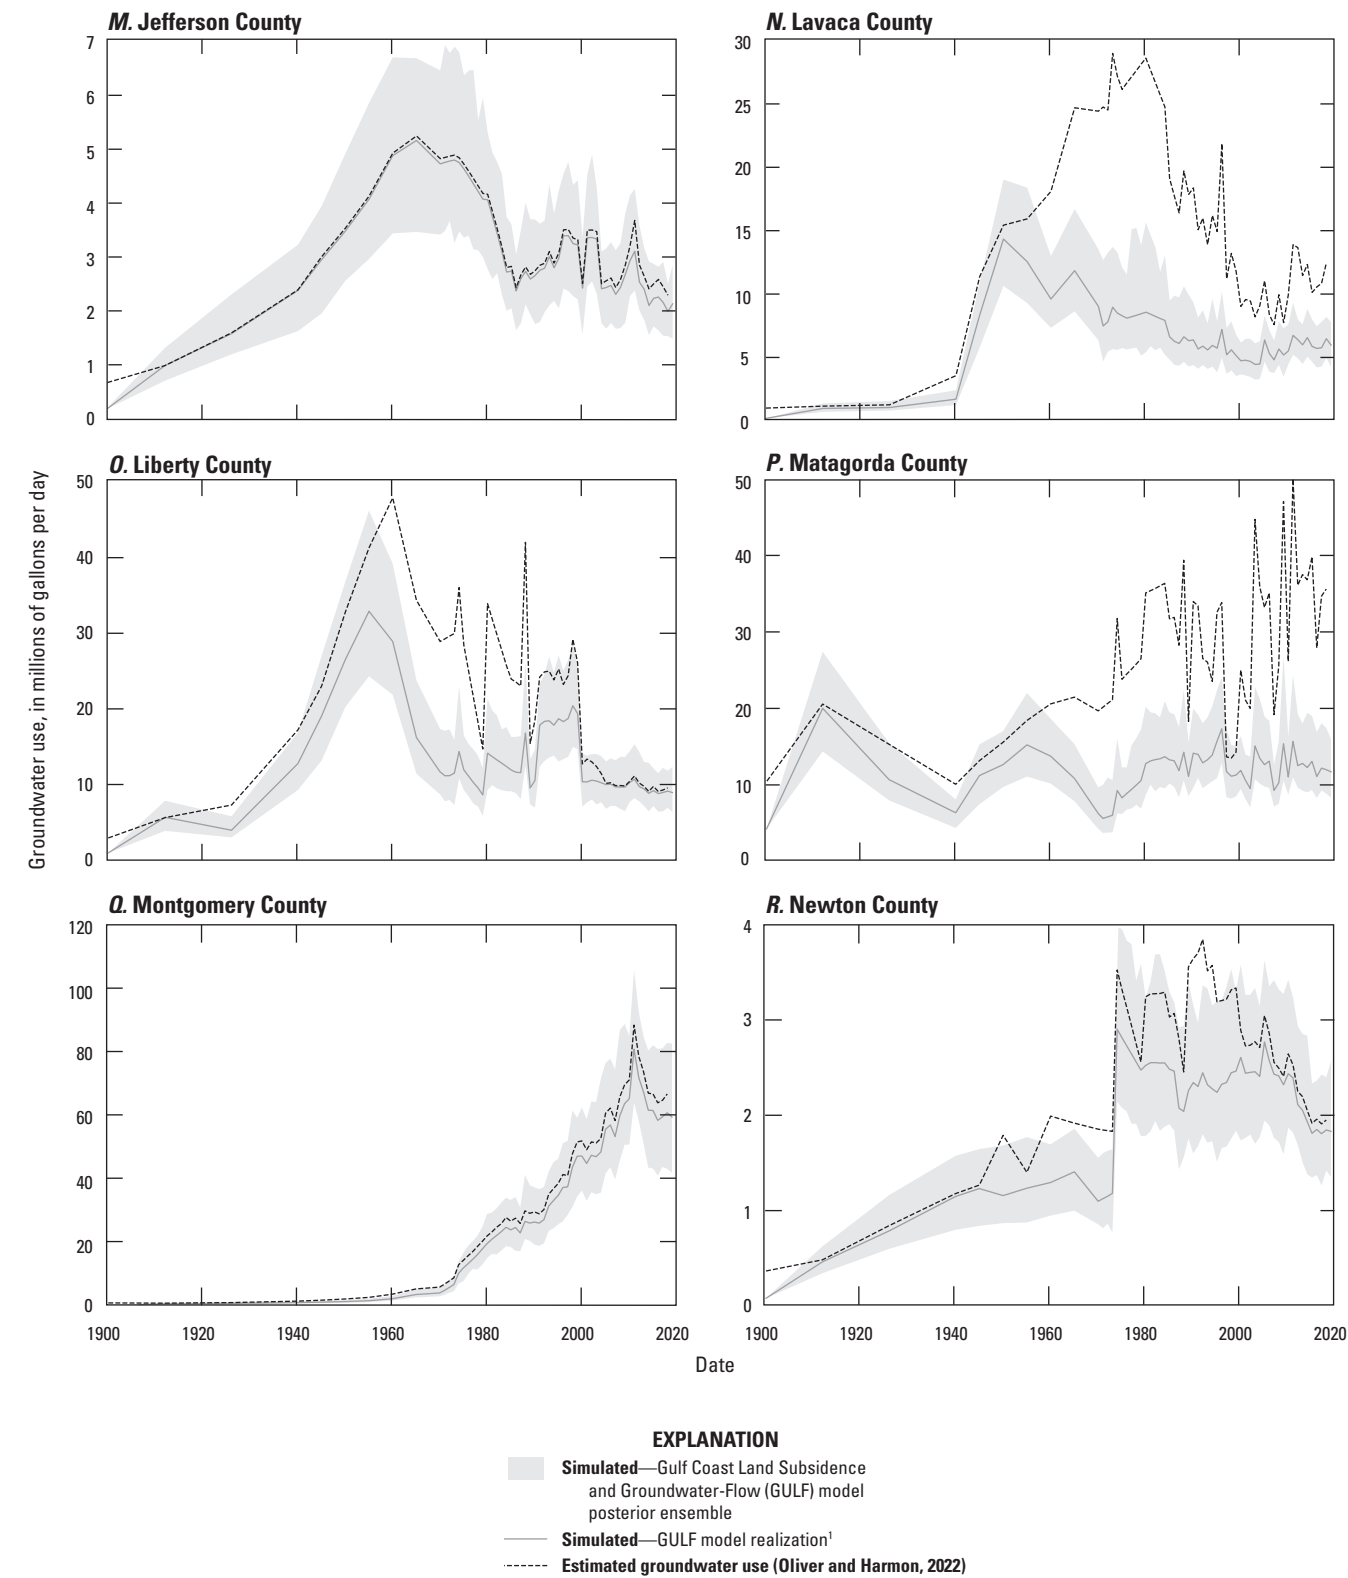 M. Jefferson County
7
6
5
4
3
2
1
0
N. Lavaca County
30
25
20
15
10
5
0
Groundwater use, in millions of gallons per day
O. Liberty County
50
40
30
20
10
0
P. Matagorda County
50
40
30
20
10
0
Q. Montgomery County
120
100
80
60
40
20
0
1900 1920 1940 1960 1980 2000 2020
R. Newton County
4
3
2
1
0
1900 1920 1940 1960 1980 2000 2020
Date
EXPLANATION
Simulated—Gulf Coast Land Subsidence
and Groundwater-Flow (GULF) model
posterior ensemble
Simulated—GULF model realization¹
Estimated groundwater use (Oliver and Harmon, 2022)